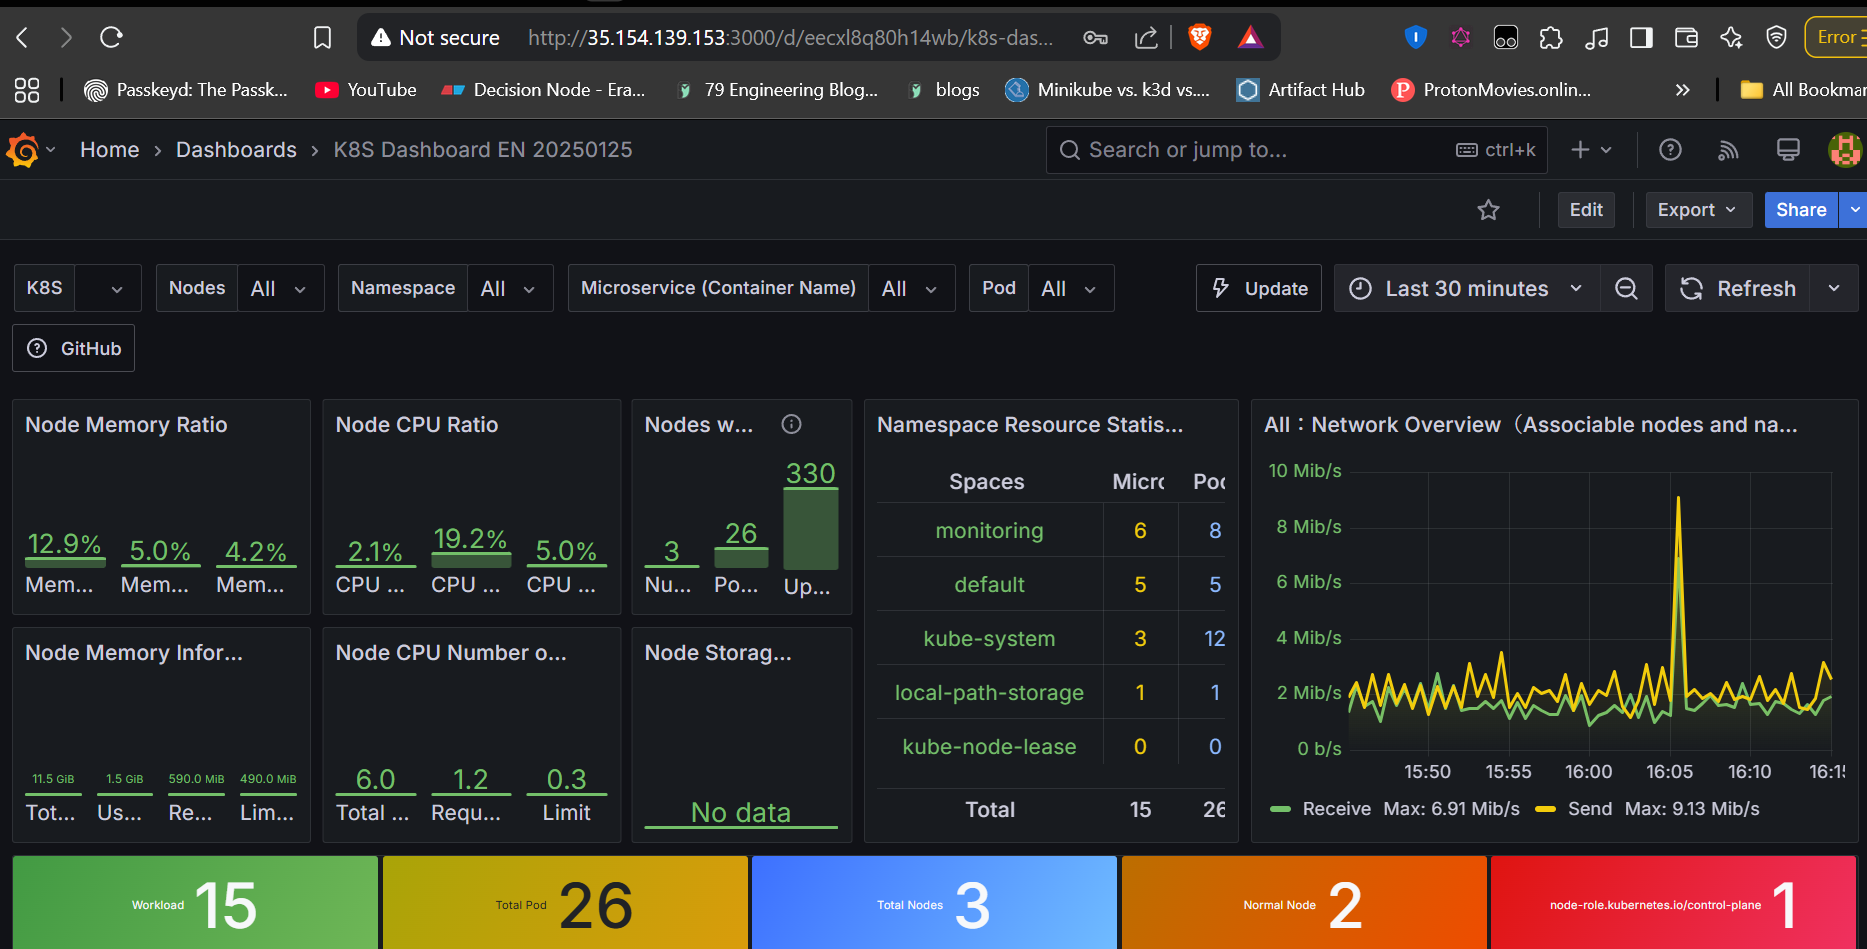 Not secure http://35.154.139.153:3000/d/eecxl8q80h14wb/k8s-das... Error
Passkeyd: The Passk... YouTube Decision Node - Era... 79 Engineering Blog... blogs Minikube vs. k3d vs.... Artifact Hub ProtonMovies.onlin... » All Bookmar
Home › Dashboards › K8S Dashboard EN 20250125 Search or jump to... ctrl+k
Edit Export Share
K8S Nodes All Namespace All Microservice (Container Name) All Pod All Update Last 30 minutes Refresh
GitHub
Node Memory Ratio
12.9% 5.0% 4.2%
Mem... Mem... Mem...
Node CPU Ratio
2.1% 19.2% 5.0%
CPU ... CPU ... CPU ...
Nodes w...
3 26 330
Nu... Po... Up...
Node Memory Infor...
11.5 GiB 1.5 GiB 590.0 MiB 490.0 MiB
Tot... Us... Re... Lim...
Node CPU Number o...
6.0 1.2 0.3
Total ... Requ... Limit
Node Storag...
No data
Namespace Resource Statis...
Spaces Micro Pod
monitoring 6 8
default 5 5
kube-system 3 12
local-path-storage 1 1
kube-node-lease 0 0
Total 15 26
All：Network Overview（Associable nodes and na...
10 Mib/s
8 Mib/s
6 Mib/s
4 Mib/s
2 Mib/s
0 b/s
15:50 15:55 16:00 16:05 16:10 16:15
Receive Max: 6.91 Mib/s Send Max: 9.13 Mib/s
Workload 15
Total Pod 26
Total Nodes 3
Normal Node 2
node-role.kubernetes.io/control-plane 1